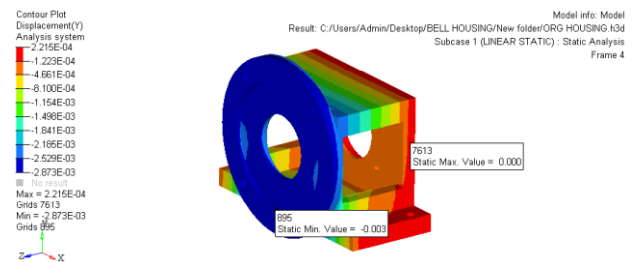 Contour Plot
Displacement(Y)
Analysis system
2.215E-04
-1.223E-04
-4.661E-04
-8.100E-04
-1.154E-03
-1.498E-03
-1.841E-03
-2.185E-03
-2.529E-03
-2.873E-03
No result
Max = 2.215E-04
Grids 7613
Min = -2.873E-03
Grids 895
Model info: Model
Result: C:/Users/Admin/Desktop/BELL HOUSING/New folder/ORG HOUSING.h3d
Subcase 1 (LINEAR STATIC) : Static Analysis
Frame 4
7613
Static Max. Value = 0.000
895
Static Min. Value = -0.003
Y
Z
X